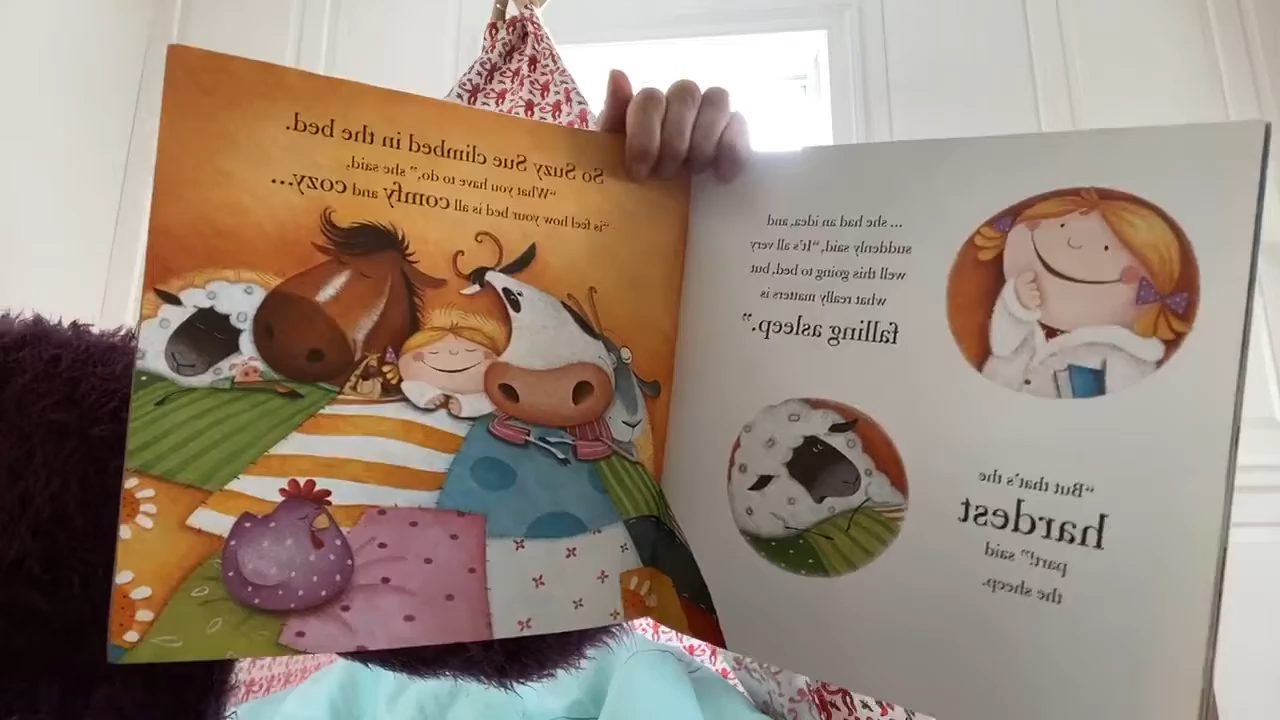 So Suzy Sue climbed in the bed.
“What you have to do,” she said,
“is feel how your bed is all comfy and cozy...
... she had an idea, and
suddenly said, “It's all very
well this going to bed, but
what really matters is
falling asleep.”
“But that's the
hardest
part!” said
the sheep.